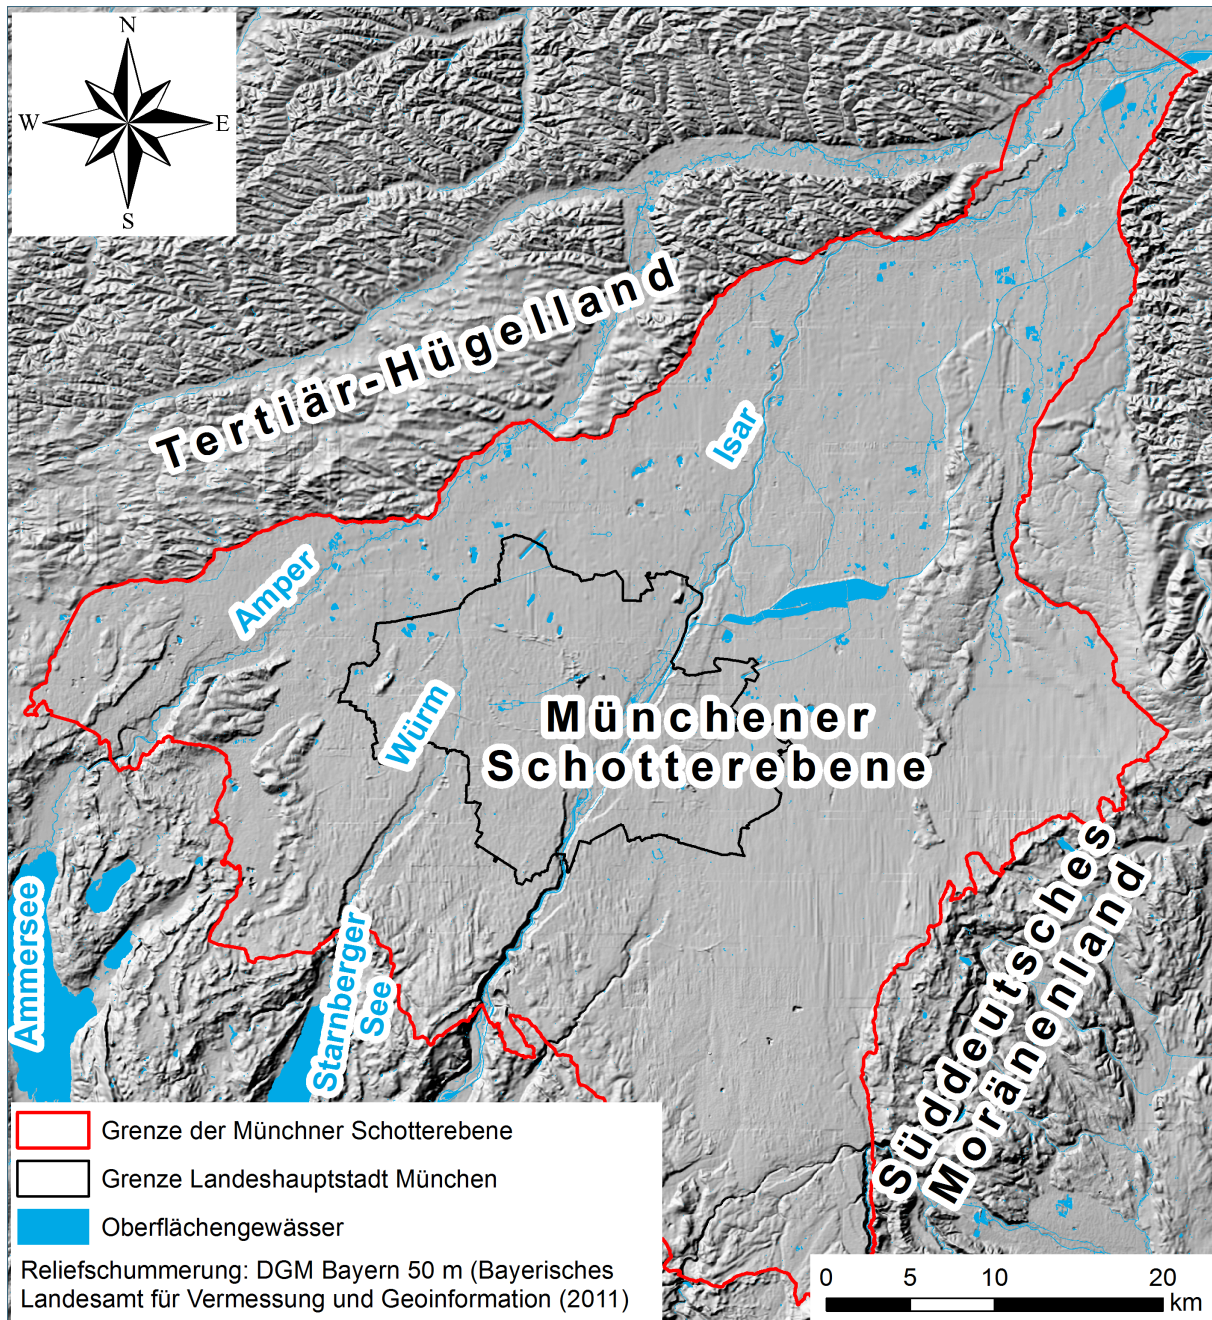 N
W E
S
Tertiär-Hügelland
Isar
Amper
Würm
Münchener
Schotterebene
Ammersee
Starnberger
See
Süddeutsches
Moränenland
Grenze der Münchner Schotterebene
Grenze Landeshauptstadt München
Oberflächengewässer
Reliefschummerung: DGM Bayern 50 m (Bayerisches
Landesamt für Vermessung und Geoinformation (2011)
0 5 10 20
km